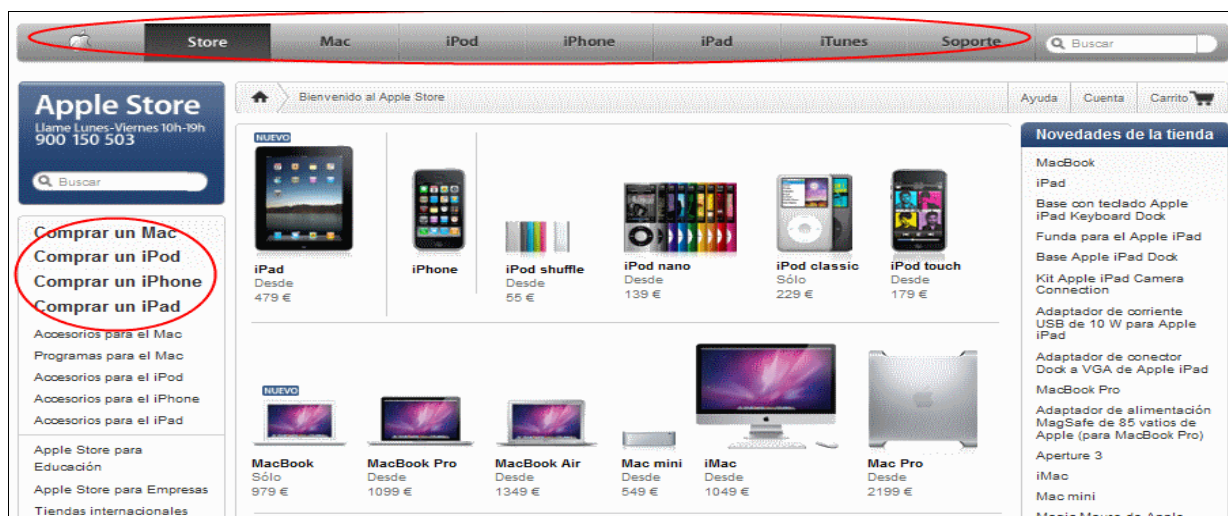 Store Mac iPod iPhone iPad iTunes Soporte Buscar
Apple Store
Llame Lunes-Viernes 10h-19h
900 150 503
Buscar
Comprar un Mac
Comprar un iPod
Comprar un iPhone
Comprar un iPad
Accesorios para el Mac
Programas para el Mac
Accesorios para el iPod
Accesorios para el iPhone
Accesorios para el iPad
Apple Store para
Educación
Apple Store para Empresas
Tiendas internacionales
Bienvenido al Apple Store
Ayuda Cuenta Carrito
NUEVO
iPad
Desde
479 €
iPhone
iPod shuffle
Desde
55 €
iPod nano
Desde
139 €
iPod classic
Sólo
229 €
iPod touch
Desde
179 €
NUEVO
MacBook
Sólo
979 €
MacBook Pro
Desde
1099 €
MacBook Air
Desde
1349 €
Mac mini
Desde
549 €
iMac
Desde
1049 €
Mac Pro
Desde
2199 €
Novedades de la tienda
MacBook
iPad
Base con teclado Apple
iPad Keyboard Dock
Funda para el Apple iPad
Base Apple iPad Dock
Kit Apple iPad Camera
Connection
Adaptador de corriente
USB de 10 W para Apple
iPad
Adaptador de conector
Dock a VGA de Apple iPad
MacBook Pro
Adaptador de alimentación
MagSafe de 85 vatios de
Apple (para MacBook Pro)
Aperture 3
iMac
Mac mini
Magic Mouse de Apple